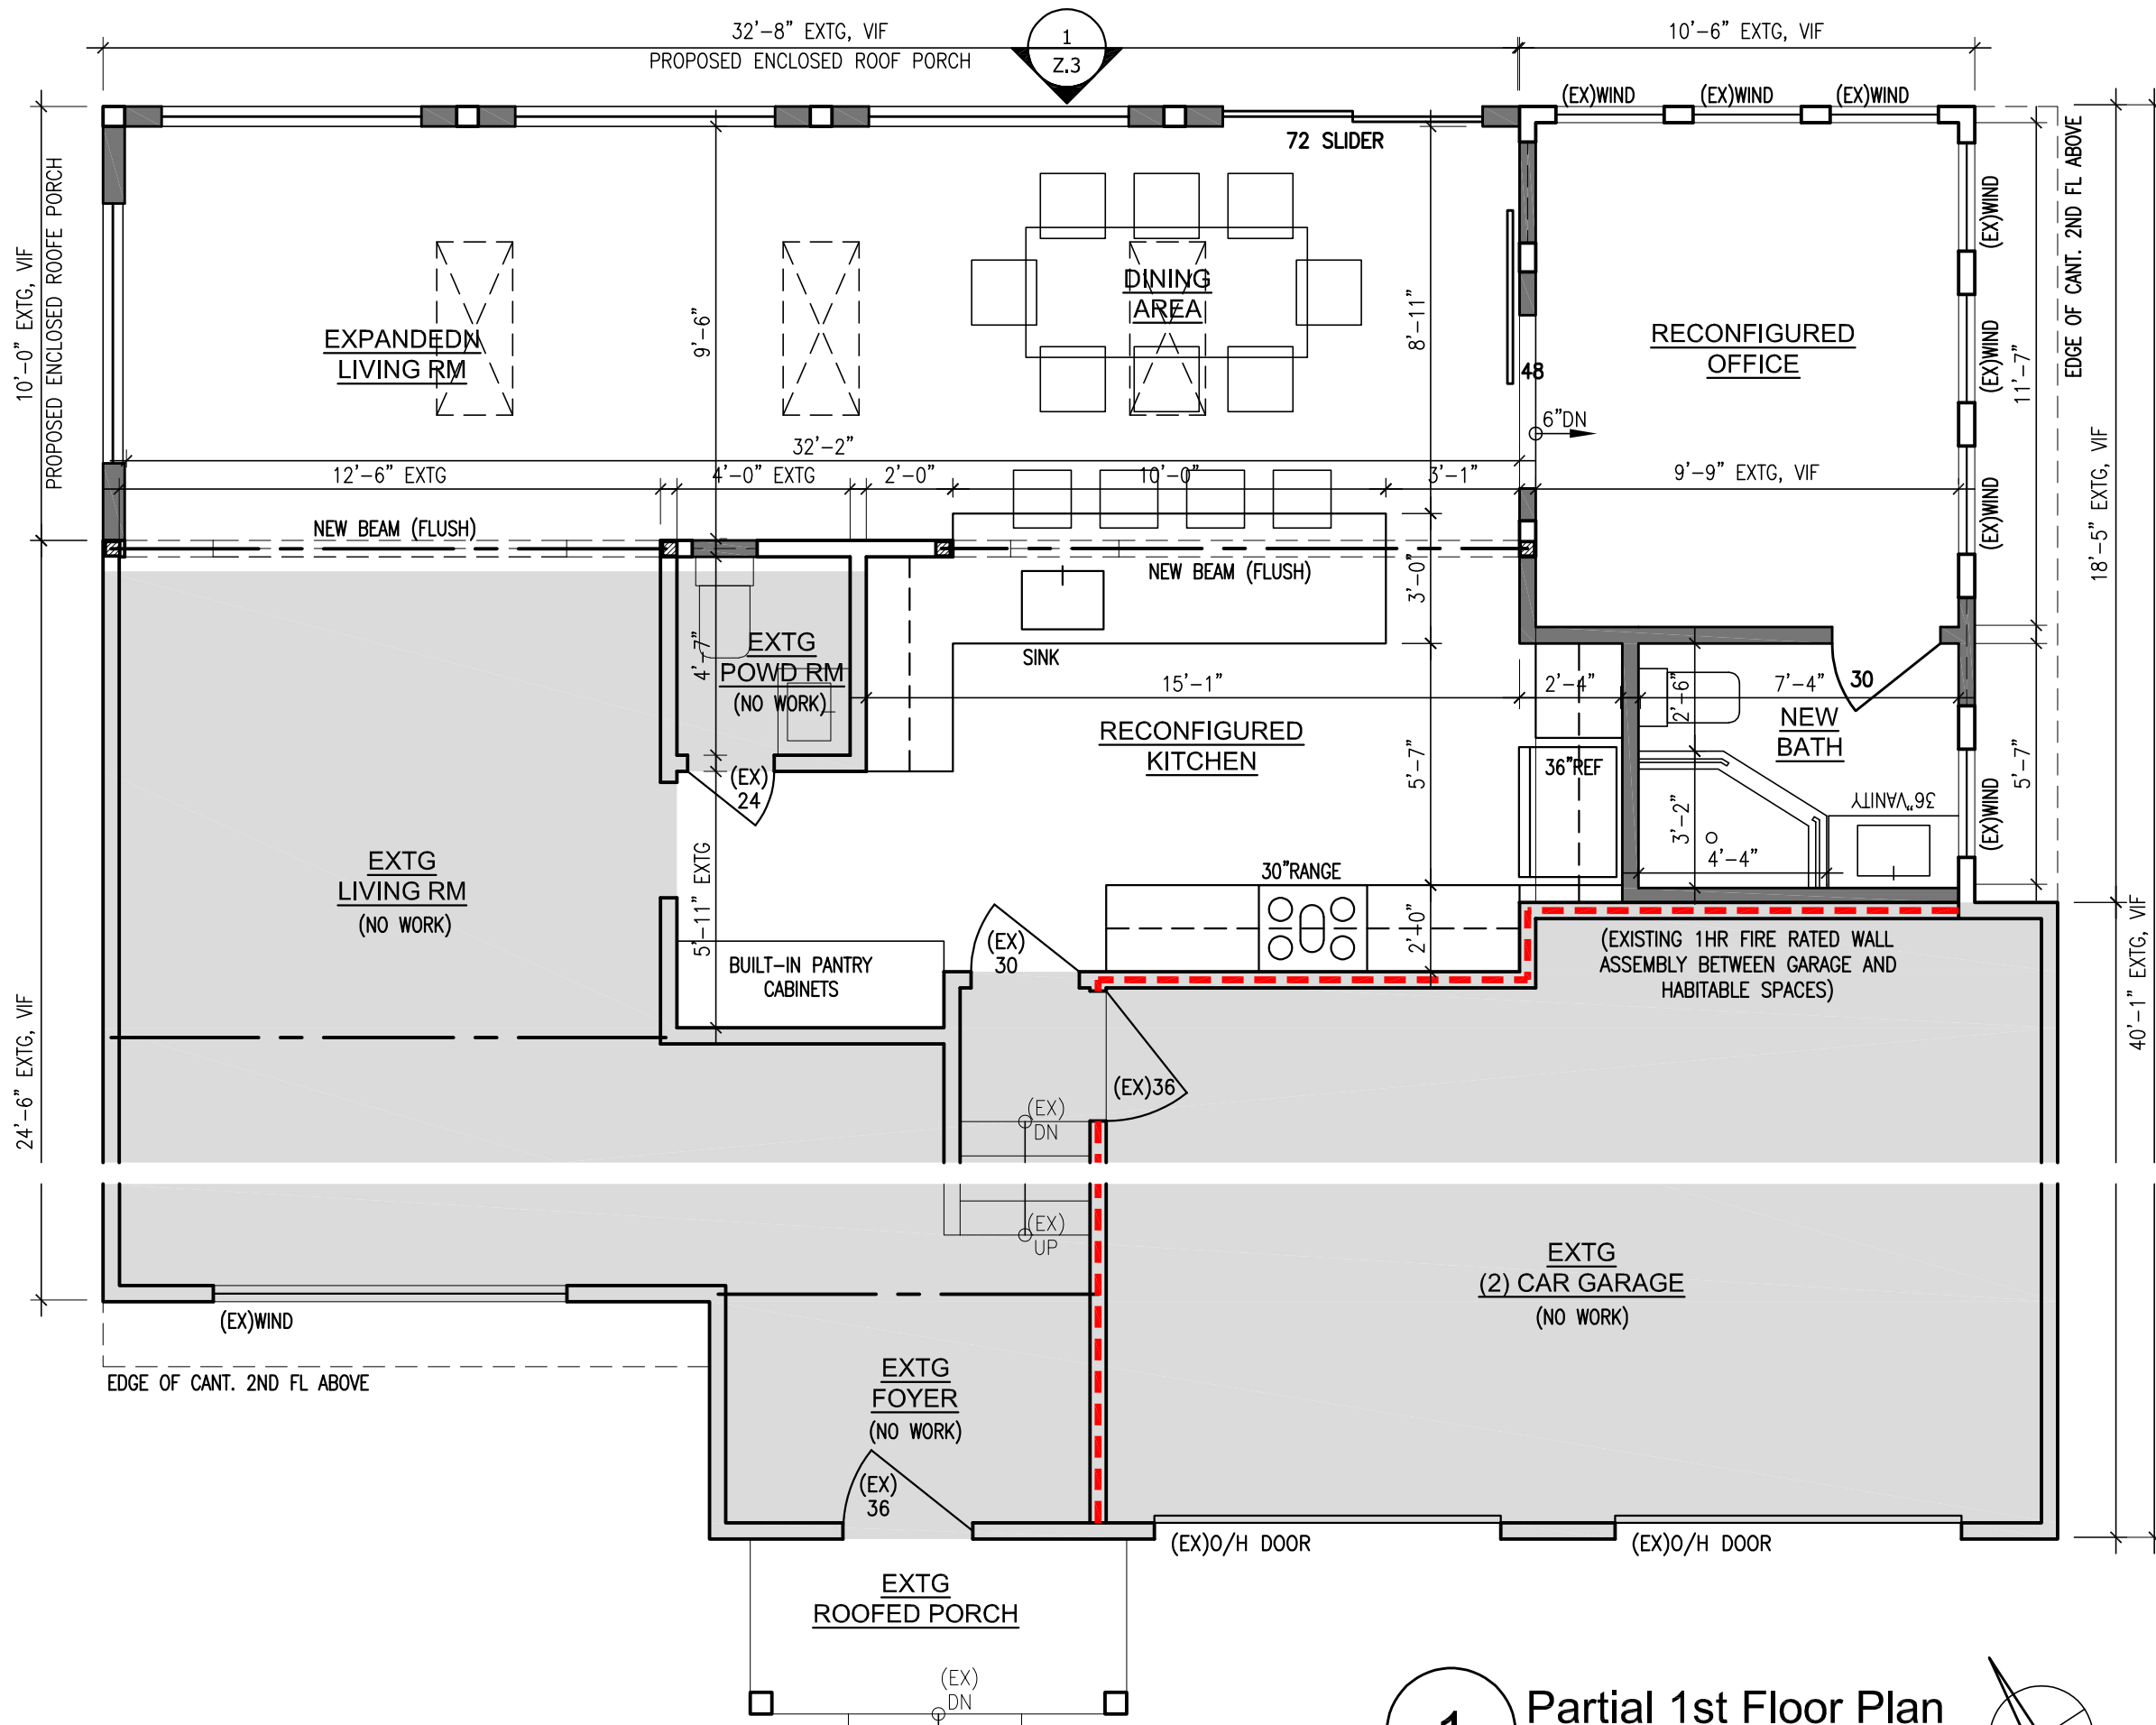 32'-8" EXTG, VIF
PROPOSED ENCLOSED ROOF PORCH
1
Z.3
10'-6" EXTG, VIF
(EX)WIND
(EX)WIND
(EX)WIND
72 SLIDER
10'-0" EXTG, VIF
PROPOSED ENCLOSED ROOFE PORCH
EXPANDEDN
LIVING RM
9'-6"
DINING
AREA
8'-11"
48
6"DN
RECONFIGURED
OFFICE
(EX)WIND
(EX)WIND
(EX)WIND
11'-7"
EDGE OF CANT. 2ND FL ABOVE
18'-5" EXTG, VIF
40'-1" EXTG, VIF
32'-2"
12'-6" EXTG
4'-0" EXTG
2'-0"
10'-0"
3'-1"
9'-9" EXTG, VIF
NEW BEAM (FLUSH)
NEW BEAM (FLUSH)
3'-0"
SINK
4'-7"
EXTG
POWD RM
(NO WORK)
15'-1"
2'-4"
2'-6"
7'-4"
30
RECONFIGURED
KITCHEN
NEW
BATH
(EX)
24
5'-7"
36"REF
36"VANITY
3'-2"
4'-4"
(EX)WIND
5'-7"
EXTG
LIVING RM
(NO WORK)
5'-11" EXTG
30"RANGE
2'-0"
BUILT-IN PANTRY
CABINETS
(EX)
30
(EXISTING 1HR FIRE RATED WALL
ASSEMBLY BETWEEN GARAGE AND
HABITABLE SPACES)
24'-6" EXTG, VIF
(EX)36
(EX)
DN
(EX)
UP
EXTG
(2) CAR GARAGE
(NO WORK)
(EX)WIND
EDGE OF CANT. 2ND FL ABOVE
EXTG
FOYER
(NO WORK)
(EX)
36
(EX)O/H DOOR
(EX)O/H DOOR
EXTG
ROOFED PORCH
(EX)
DN
1
Partial 1st Floor Plan